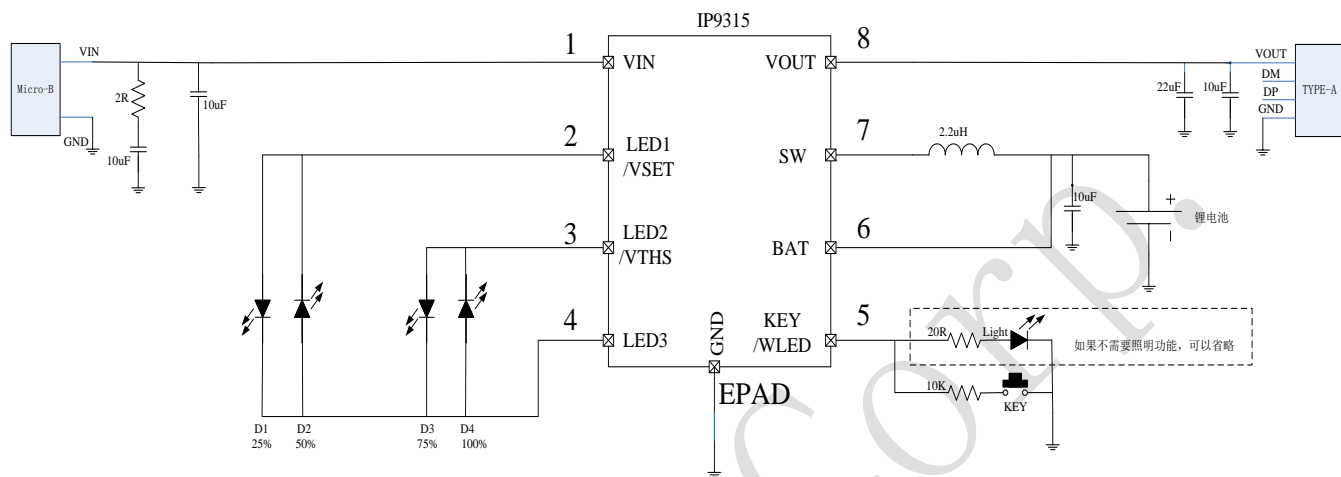 IP9315
Micro-B
VIN
GND
2R
10uF
10uF
1
VIN
2
LED1
/VSET
3
LED2
/VTHS
4
LED3
GND
EPAD
8
VOUT
7
SW
6
BAT
5
KEY
/WLED
2.2uH
10uF
+
锂电池
22uF
10uF
VOUT
DM
DP
GND
TYPE-A
20R
Light
如果不需要照明功能，可以省略
10K
KEY
D1
25%
D2
50%
D3
75%
D4
100%
Corp.